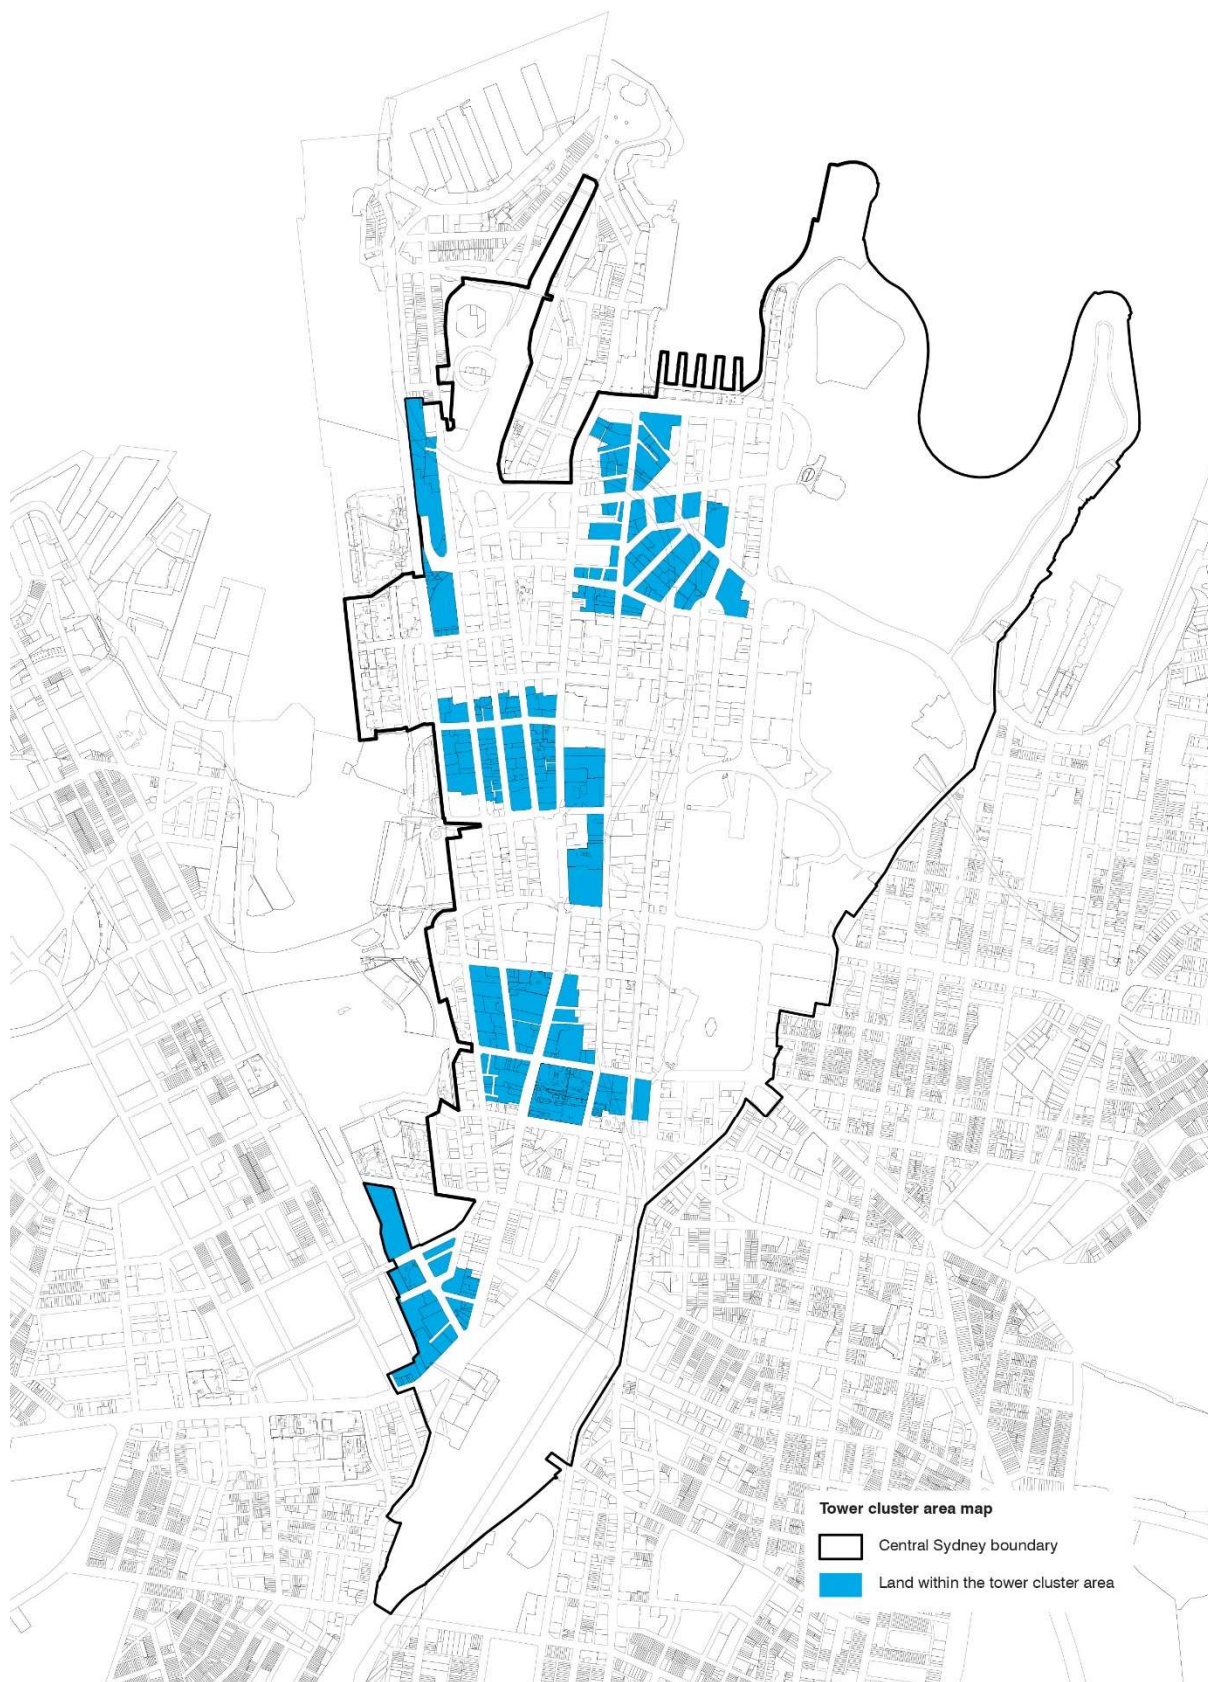 Tower cluster area map
Central Sydney boundary
Land within the tower cluster area